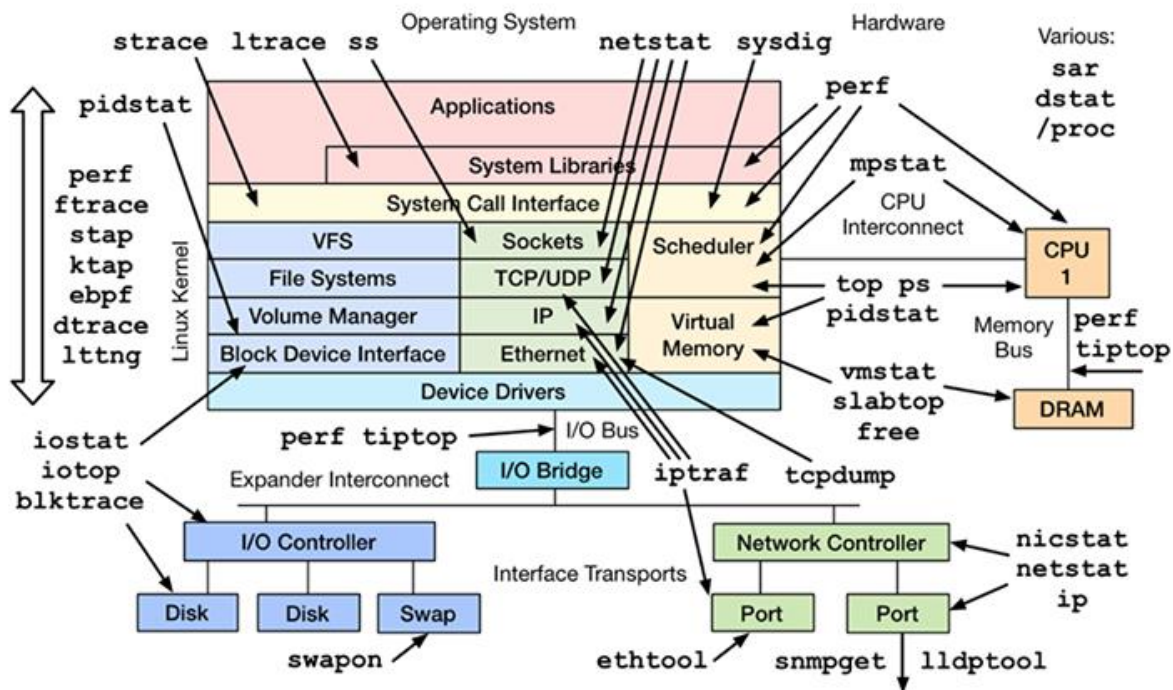 Operating System
Hardware
strace ltrace ss
netstat sysdig
Various:
sar
dstat
/proc
pidstat
Applications
perf
System Libraries
mpstat
perf
ftrace
stap
ktap
ebpf
dtrace
lttng
Linux Kernel
System Call Interface
CPU
Interconnect
VFS
Sockets
Scheduler
CPU
1
File Systems
TCP/UDP
top ps
pidstat
Volume Manager
IP
Virtual
Memory
Memory
Bus
perf
tiptop
Block Device Interface
Ethernet
vmstat
slabtop
free
DRAM
Device Drivers
iostat
iotop
blktrace
perf tiptop
I/O Bus
I/O Bridge
iptraf
tcpdump
Expander Interconnect
I/O Controller
Network Controller
nicstat
netstat
ip
Interface Transports
Disk
Disk
Swap
Port
Port
swapon
ethtool
snmpget
lldptool